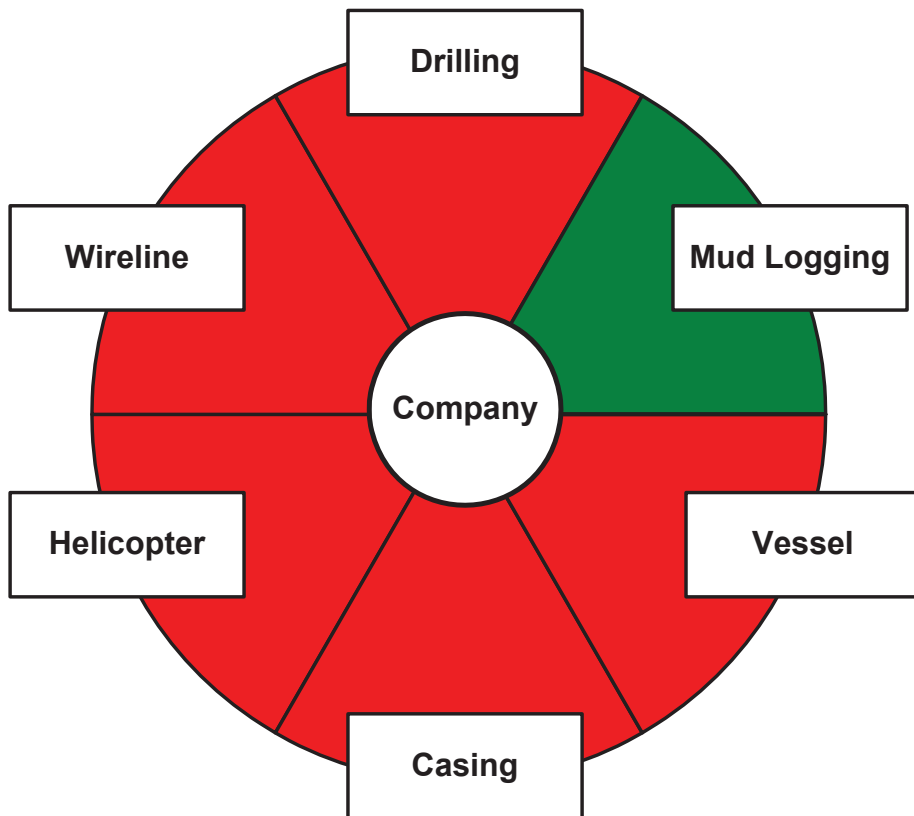 Drilling
Wireline
Mud Logging
Company
Helicopter
Vessel
Casing